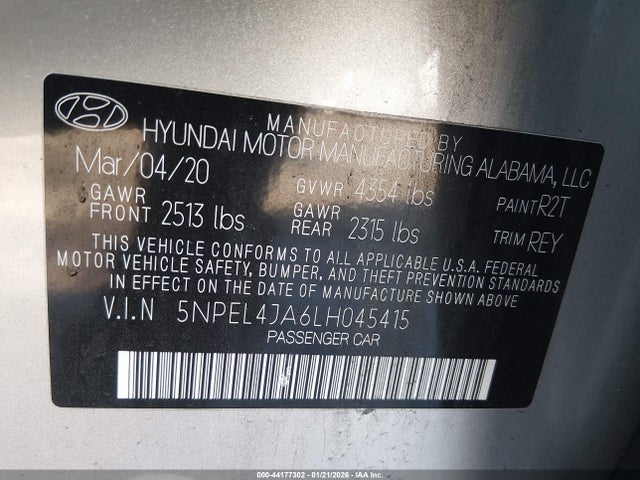 MANUFACTURED BY
HYUNDAI MOTOR MANUFACTURING ALABAMA, LLC
Mar/04/20
GVWR 4354 lbs
PAINT R2T
GAWR FRONT 2513 lbs
GAWR REAR 2315 lbs
TRIM REY
THIS VEHICLE CONFORMS TO ALL APPLICABLE U.S.A. FEDERAL
MOTOR VEHICLE SAFETY, BUMPER, AND THEFT PREVENTION STANDARDS
IN EFFECT ON THE DATE OF MANUFACTURE SHOWN ABOVE
V.I.N 5NPEL4JA6LH045415
PASSENGER CAR
000-44177302 - 01/21/2026 - IAA Holdings, LLC.